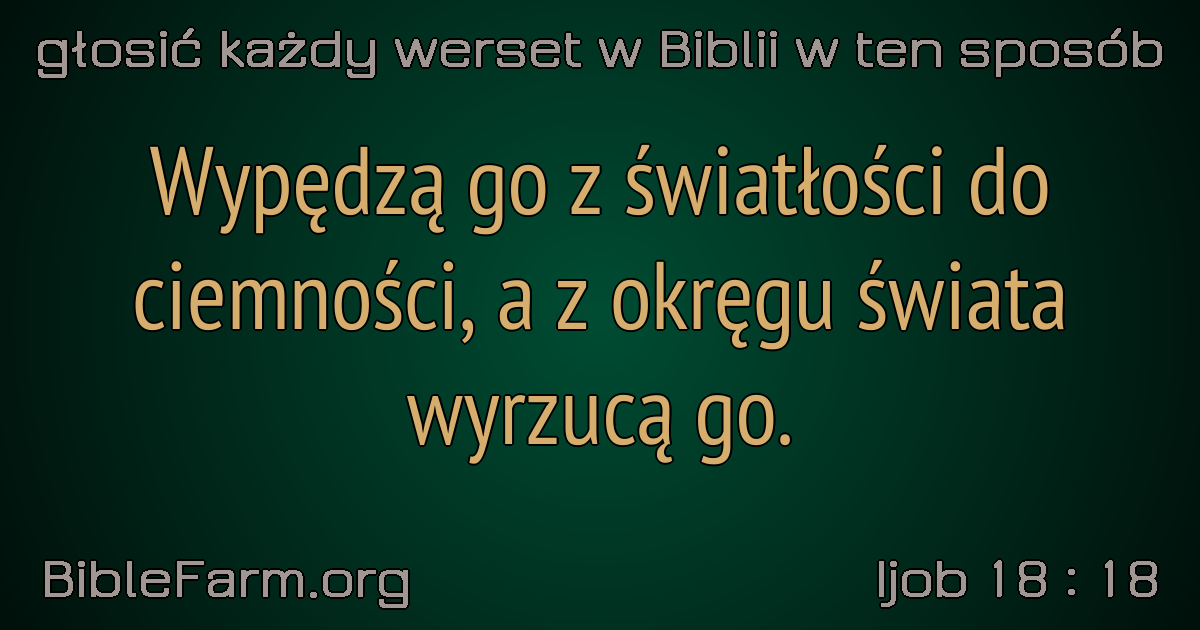 głosić każdy werset w Biblii w ten sposób
Wypędzą go z światłości do
ciemności, a z okręgu świata
wyrzucą go.
BibleFarm.org
Ijob 18 : 18